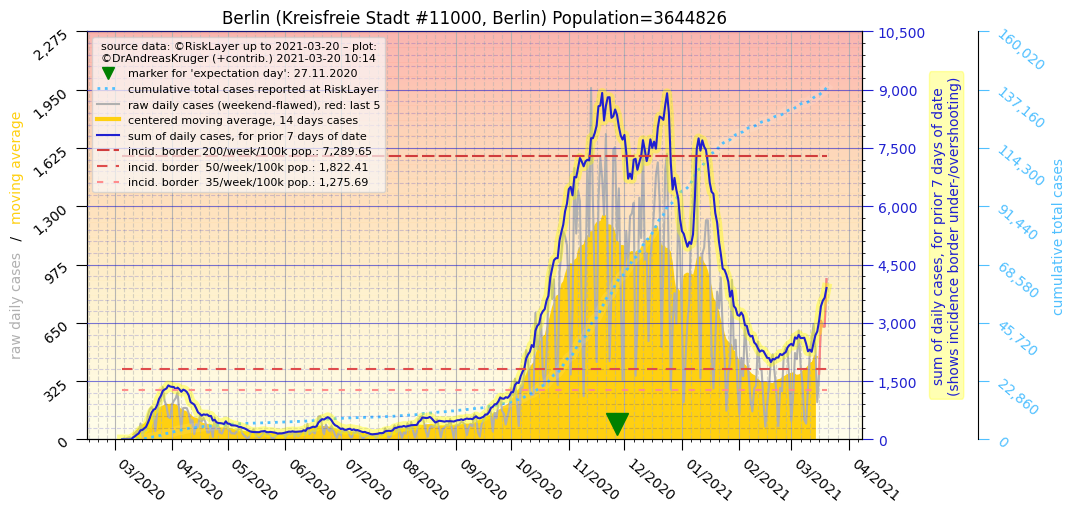 Berlin (Kreisfreie Stadt #11000, Berlin) Population=3644826
source data: ©RiskLayer up to 2021-03-20 – plot:
©DrAndreasKruger (+contrib.) 2021-03-20 10:14
marker for 'expectation day': 27.11.2020
cumulative total cases reported at RiskLayer
raw daily cases (weekend-flawed), red: last 5
centered moving average, 14 days cases
sum of daily cases, for prior 7 days of date
incid. border 200/week/100k pop.: 7,289.65
incid. border  50/week/100k pop.: 1,822.41
incid. border  35/week/100k pop.: 1,275.69
raw daily cases / moving average
2,275
1,950
1,625
1,300
975
650
325
0
03/2020
04/2020
05/2020
06/2020
07/2020
08/2020
09/2020
10/2020
11/2020
12/2020
01/2021
02/2021
03/2021
04/2021
10,500
9,000
7,500
6,000
4,500
3,000
1,500
0
sum of daily cases, for prior 7 days of date
(shows incidence border under-/overshooting)
160,020
137,160
114,300
91,440
68,580
45,720
22,860
0
cumulative total cases